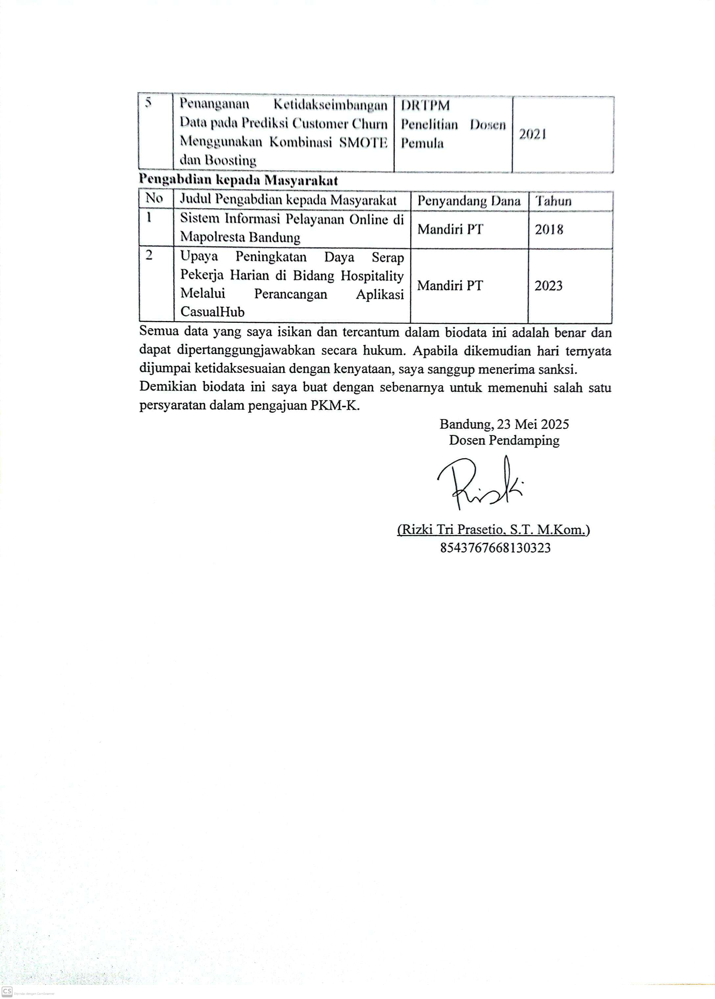 5 Penanganan Ketidakseimbangan DRTPM
Data pada Prediksi Customer Churn Penelitian Dosen 2021
Menggunakan Kombinasi SMOTE Pemula
dan Boosting
Pengabdian kepada Masyarakat
No Judul Pengabdian kepada Masyarakat Penyandang Dana Tahun
1 Sistem Informasi Pelayanan Online di Mandiri PT 2018
Mapolresta Bandung
2 Upaya Peningkatan Daya Serap
Pekerja Harian di Bidang Hospitality Mandiri PT 2023
Melalui Perancangan Aplikasi
CasualHub
Semua data yang saya isikan dan tercantum dalam biodata ini adalah benar dan
dapat dipertanggungjawabkan secara hukum. Apabila dikemudian hari ternyata
dijumpai ketidaksesuaian dengan kenyataan, saya sanggup menerima sanksi.
Demikian biodata ini saya buat dengan sebenarnya untuk memenuhi salah satu
persyaratan dalam pengajuan PKM-K.
Bandung, 23 Mei 2025
Dosen Pendamping
Rizki
(Rizki Tri Prasetio, S.T. M.Kom.)
8543767668130323
CS Dipindai dengan CamScanner